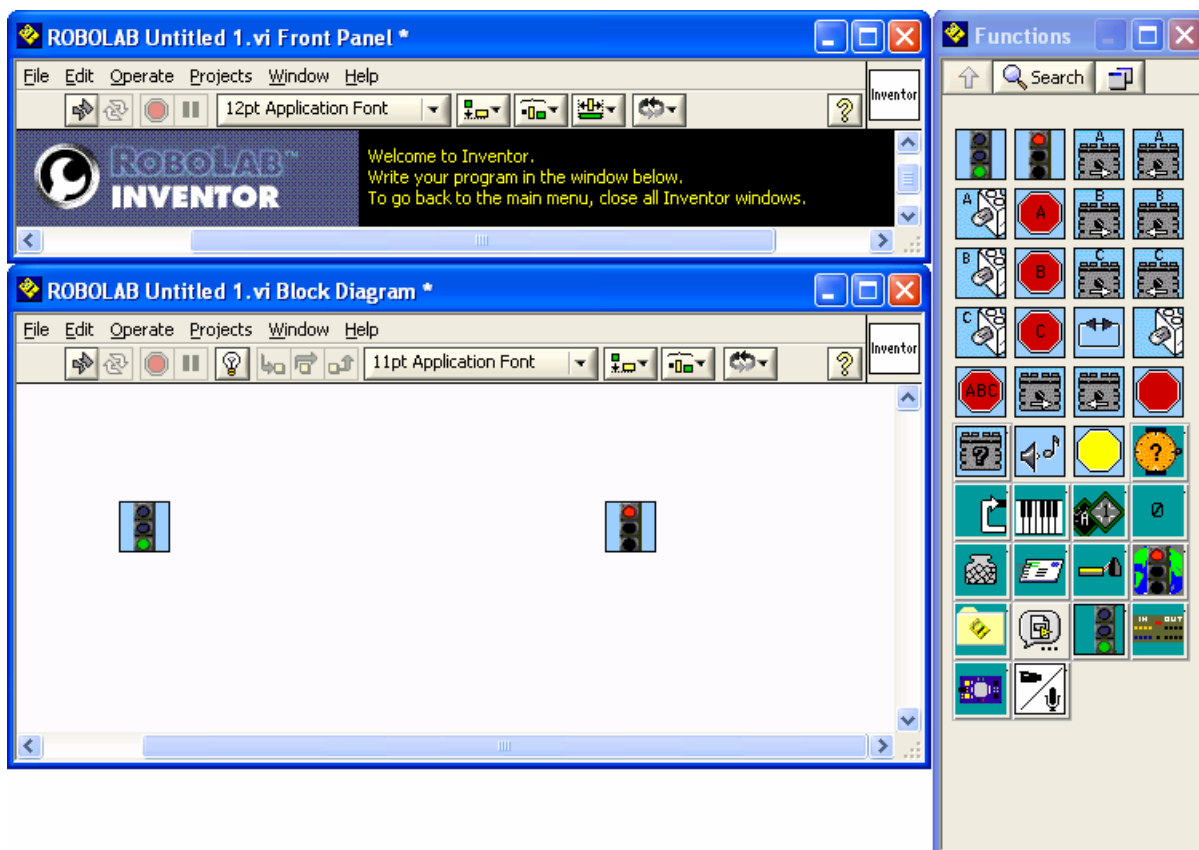 ROBOLAB Untitled 1.vi Front Panel *
File Edit Operate Projects Window Help
12pt Application Font
Inventor
ROBOLAB™
INVENTOR
Welcome to Inventor.
Write your program in the window below.
To go back to the main menu, close all Inventor windows.
ROBOLAB Untitled 1.vi Block Diagram *
File Edit Operate Projects Window Help
11pt Application Font
Inventor
Functions
Search
A A
A A B B
B B C C
C C
ABC
?
?
A 1 0
IN OUT